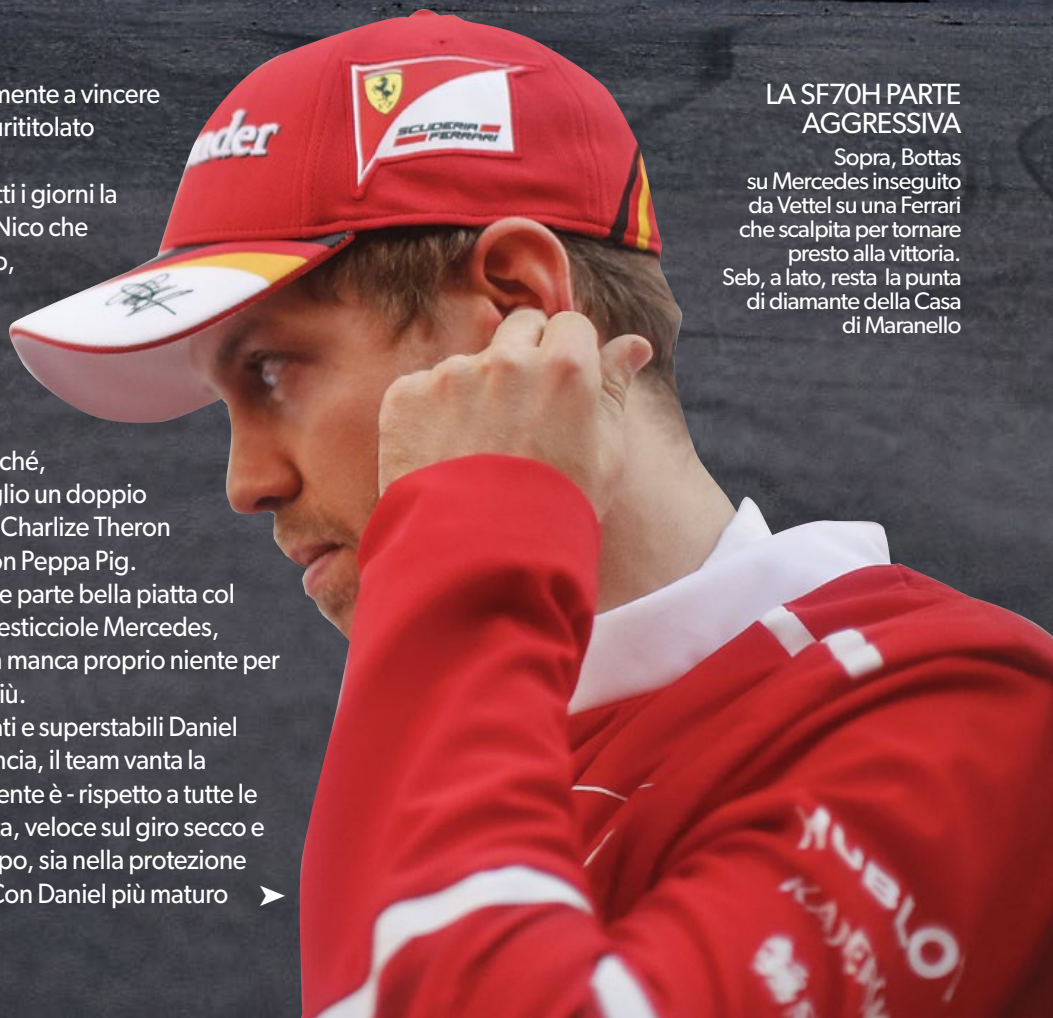 mente a vincere
urititolato
tti i giorni la
Nico che
o,
ché,
glio un doppio
Charlize Theron
on Peppa Pig.
e parte bella piatta col
esticciole Mercedes,
manca proprio niente per
iù.
ati e superstabili Daniel
ncia, il team vanta la
ente è - rispetto a tutte le
a, veloce sul giro secco e
po, sia nella protezione
Con Daniel più maturo
nder
SCUDERIA
FERRARI
LA SF70H PARTE
AGGRESSIVA
Sopra, Bottas
su Mercedes inseguito
da Vettel su una Ferrari
che scalpita per tornare
presto alla vittoria.
Seb, a lato, resta la punta
di diamante della Casa
di Maranello
HUBLOT